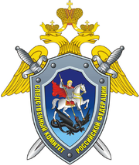 СЛЕДСТВЕННЫЙ КОМИТЕТ
РОССИЙСКОЙ ФЕДЕРАЦИИ